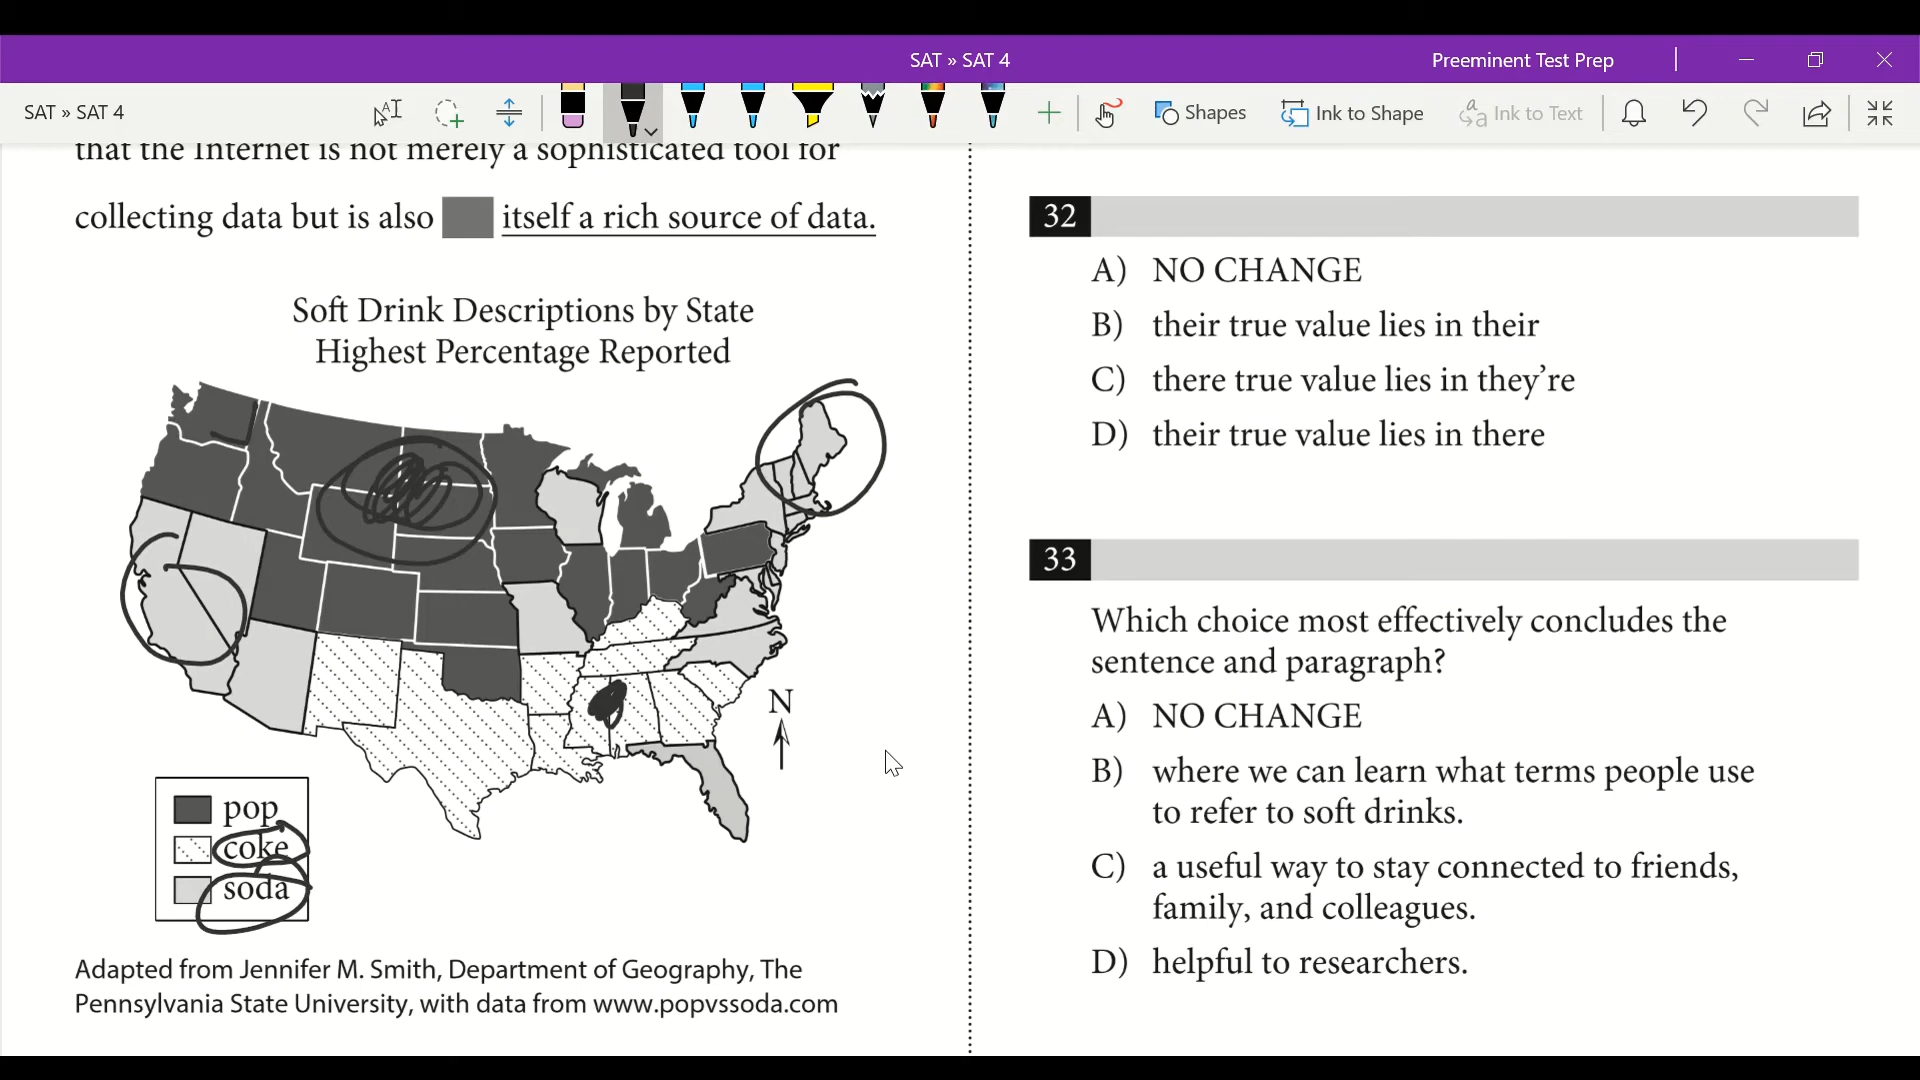 SAT » SAT 4
Preeminent Test Prep
SAT » SAT 4
Shapes
Ink to Shape
Ink to Text
that the Internet is not merely a sophisticated tool for
collecting data but is also itself a rich source of data.
Soft Drink Descriptions by State
Highest Percentage Reported
N
pop
coke
soda
Adapted from Jennifer M. Smith, Department of Geography, The
Pennsylvania State University, with data from www.popvssoda.com
32
A) NO CHANGE
B) their true value lies in their
C) there true value lies in they’re
D) their true value lies in there
33
Which choice most effectively concludes the
sentence and paragraph?
A) NO CHANGE
B) where we can learn what terms people use
to refer to soft drinks.
C) a useful way to stay connected to friends,
family, and colleagues.
D) helpful to researchers.